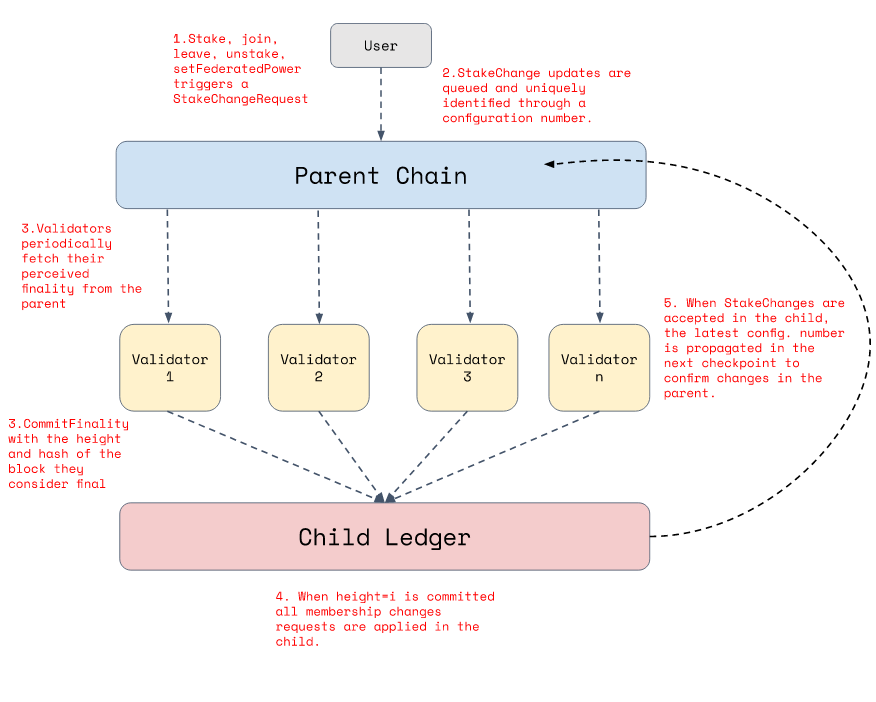 1.Stake, join,
leave, unstake,
setFederatedPower
triggers a
StakeChangeRequest
User
2.StakeChange updates are
queued and uniquely
identified through a
configuration number.
Parent Chain
3.Validators
periodically
fetch their
perceived
finality from the
parent
Validator
1
Validator
2
Validator
3
Validator
n
5. When StakeChanges are
accepted in the child,
the latest config. number
is propagated in the
next checkpoint to
confirm changes in the
parent.
3.CommitFinality
with the height
and hash of the
block they
consider final
Child Ledger
4. When height=i is committed
all membership changes
requests are applied in the
child.